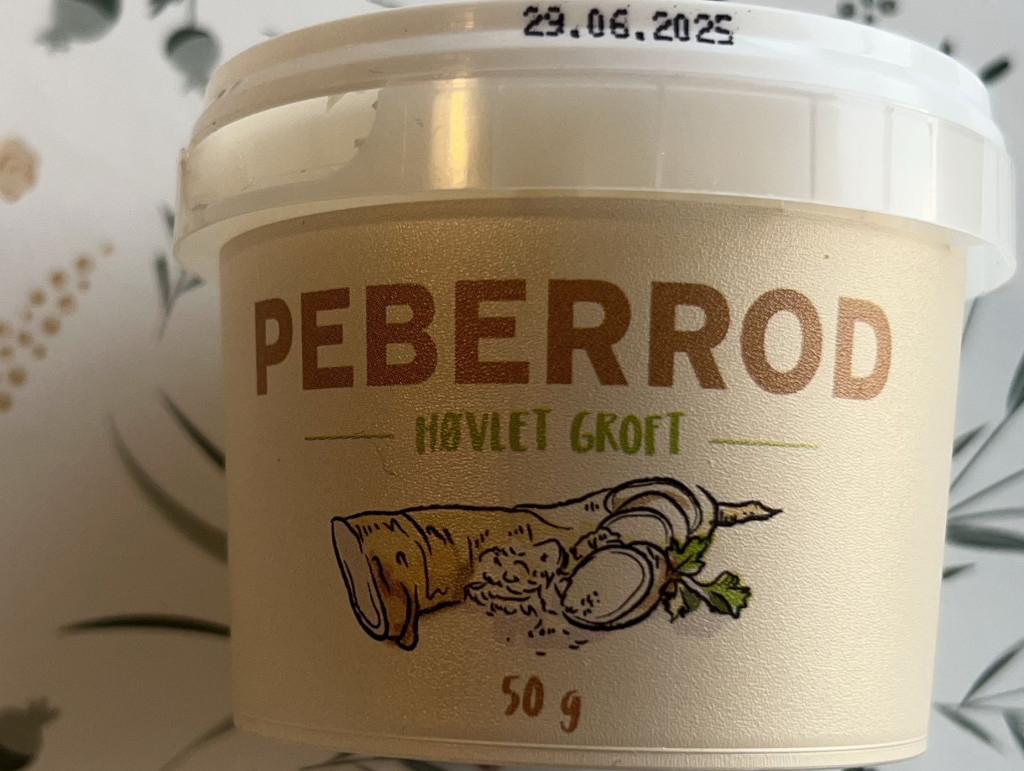 29.06.2025
PEBERROD
HØVLET GROFT
50 g